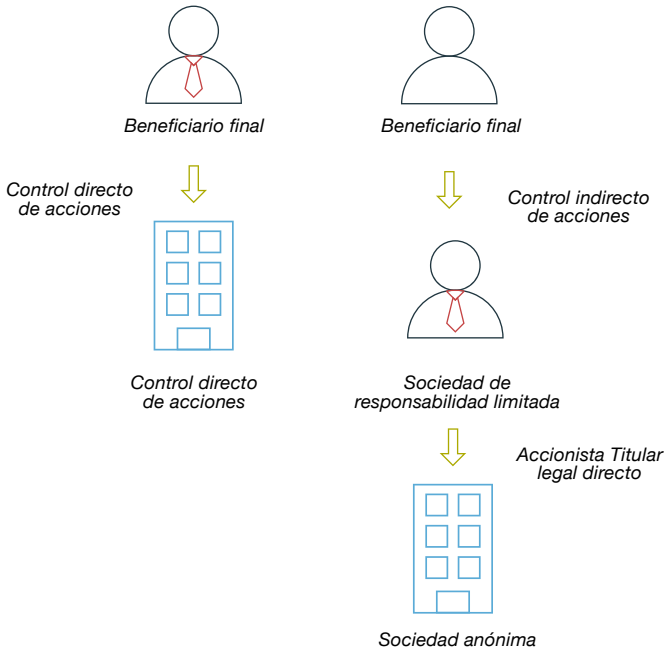 Beneficiario final
Control directo
de acciones
Control directo
de acciones
Beneficiario final
Control indirecto
de acciones
Sociedad de
responsabilidad limitada
Accionista Titular
legal directo
Sociedad anónima